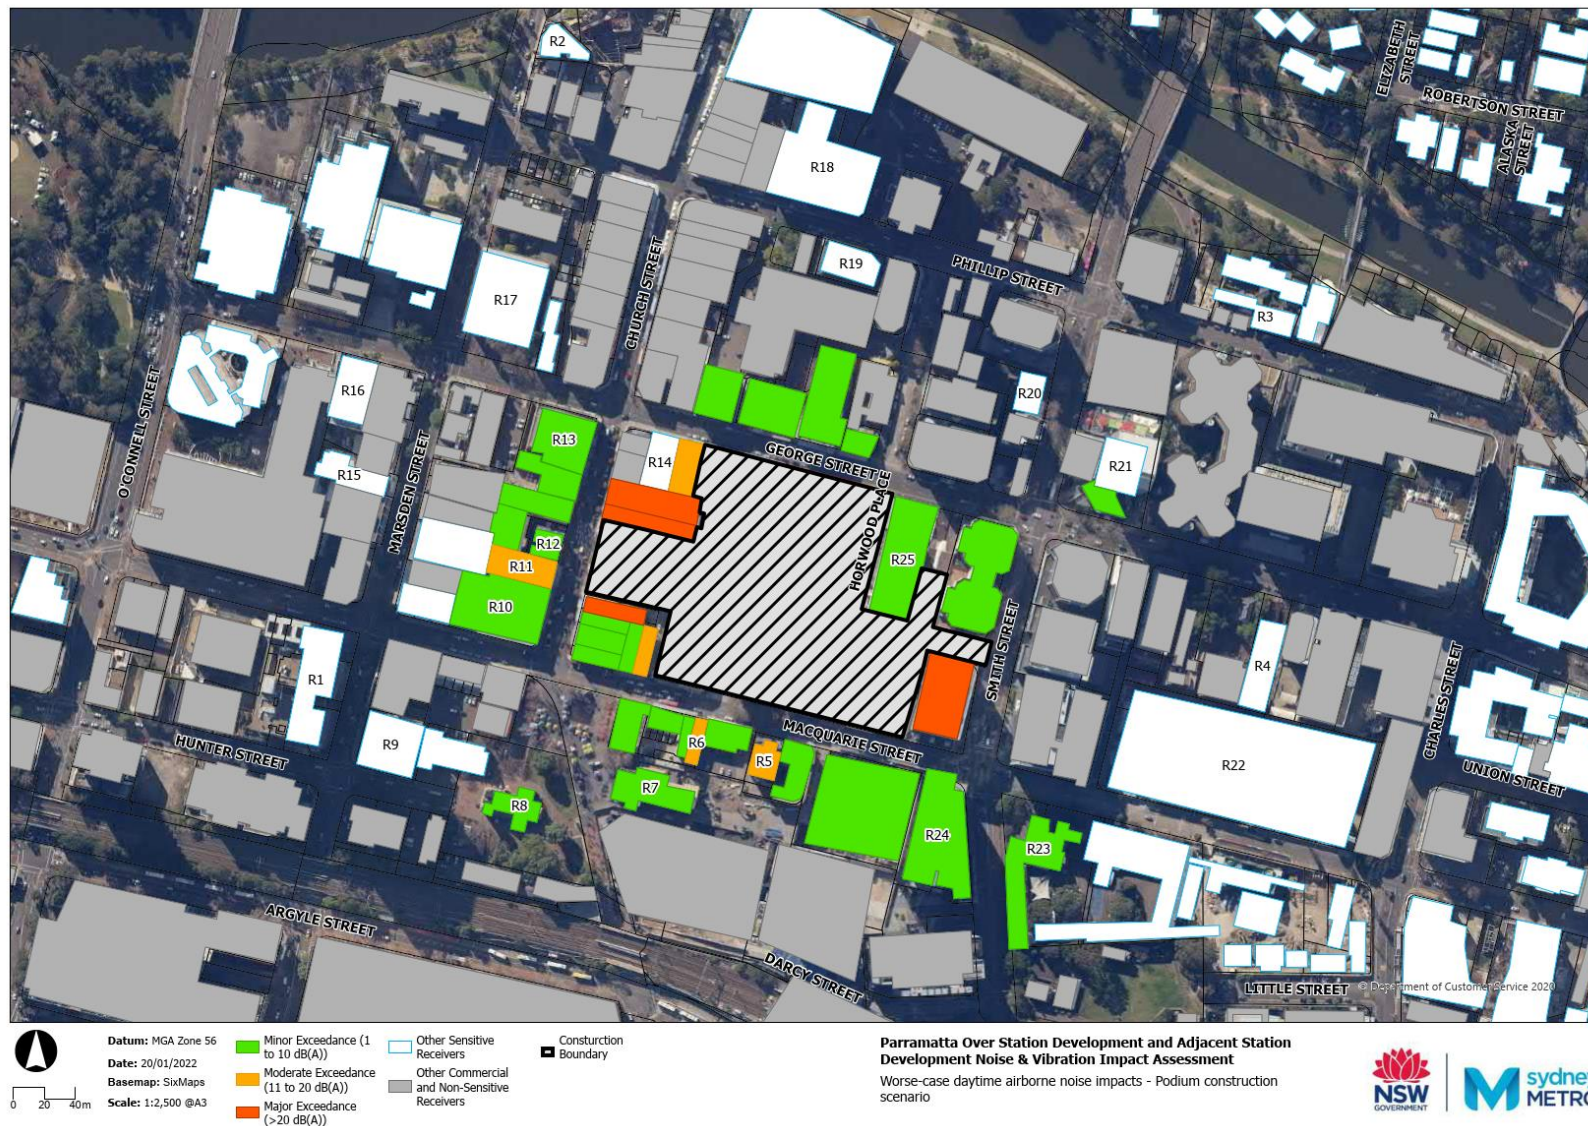 R2
ELIZABETH
STREET
ROBERTSON STREET
ALASKA
STREET
R18
CHURCH STREET
R19
PHILLIP STREET
R17
R3
O'CONNELL STREET
R16
R20
MARSDEN STREET
R13
GEORGE STREET
R14
R15
R21
HORWOOD PLACE
R12
R11
R25
R10
SMITH STREET
R1
R4
CHARLES STREET
HUNTER STREET
R9
R6
R5
MACQUARIE STREET
R22
UNION STREET
R7
R8
R24
R23
ARGYLE STREET
DARCY STREET
LITTLE STREET
© Department of Customer Service 2020
Datum: MGA Zone 56
Date: 20/01/2022
Basemap: SixMaps
Scale: 1:2,500 @A3
0 20 40m
Minor Exceedance (1
to 10 dB(A))
Moderate Exceedance
(11 to 20 dB(A))
Major Exceedance
(>20 dB(A))
Other Sensitive
Receivers
Other Commercial
and Non-Sensitive
Receivers
Consturction
Boundary
Parramatta Over Station Development and Adjacent Station
Development Noise & Vibration Impact Assessment
Worse-case daytime airborne noise impacts - Podium construction
scenario
NSW
GOVERNMENT
sydney
METRO